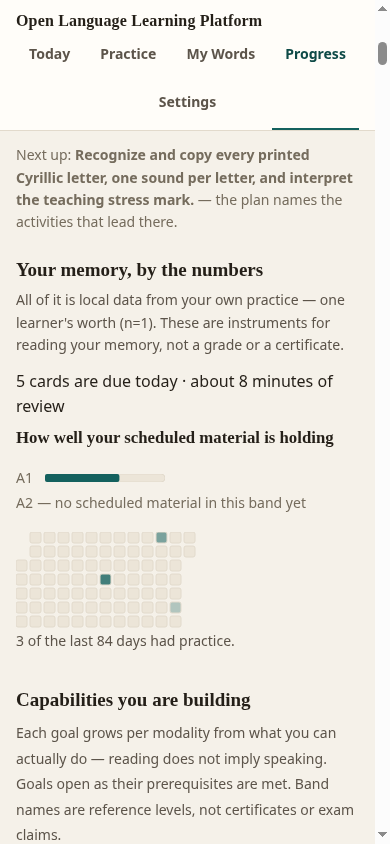 Open Language Learning Platform
Today Practice My Words Progress
Settings
Next up: Recognize and copy every printed
Cyrillic letter, one sound per letter, and interpret
the teaching stress mark. — the plan names the
activities that lead there.
Your memory, by the numbers
All of it is local data from your own practice — one
learner's worth (n=1). These are instruments for
reading your memory, not a grade or a certificate.
5 cards are due today · about 8 minutes of
review
How well your scheduled material is holding
A1
A2 — no scheduled material in this band yet
3 of the last 84 days had practice.
Capabilities you are building
Each goal grows per modality from what you can
actually do — reading does not imply speaking.
Goals open as their prerequisites are met. Band
names are reference levels, not certificates or exam
claims.